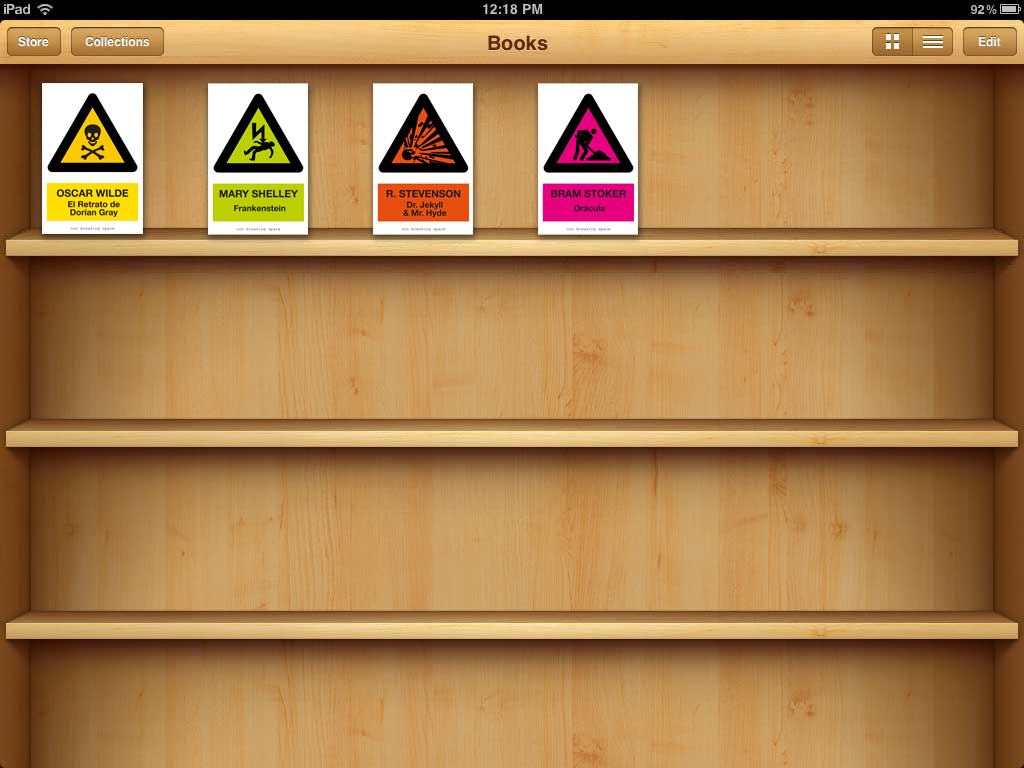 iPad
12:18 PM
92%
Store
Collections
Books
Edit
OSCAR WILDE
El Retrato de
Dorian Gray
non breaking space
MARY SHELLEY
Frankenstein
non breaking space
R. STEVENSON
Dr. Jekyll
& Mr. Hyde
non breaking space
BRAM STOKER
Drácula
non breaking space